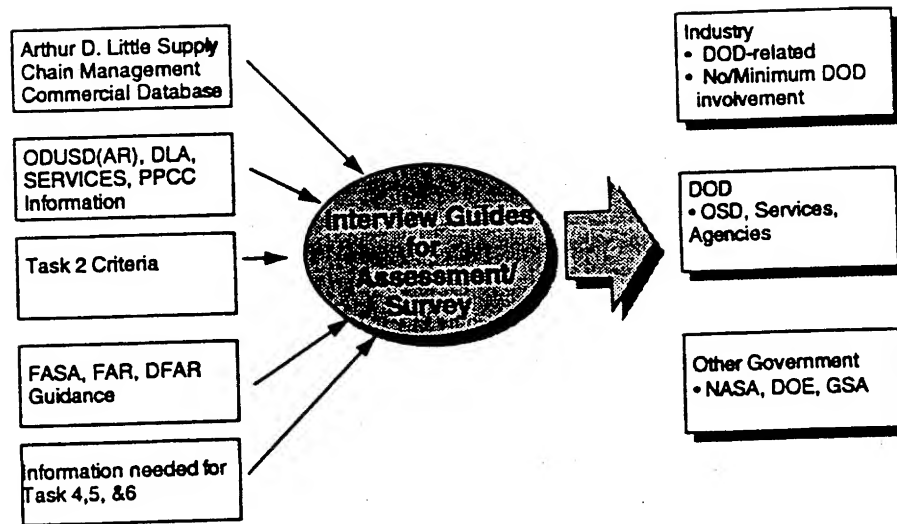 Arthur D. Little Supply
Chain Management
Commercial Database
ODUSD(AR), DLA,
SERVICES, PPCC
Information
Task 2 Criteria
FASA, FAR, DFAR
Guidance
Information needed for
Task 4,5, &6
Interview Guides
for
Assessment/
Survey
Industry
• DOD-related
• No/Minimum DOD
involvement
DOD
• OSD, Services,
Agencies
Other Government
• NASA, DOE, GSA